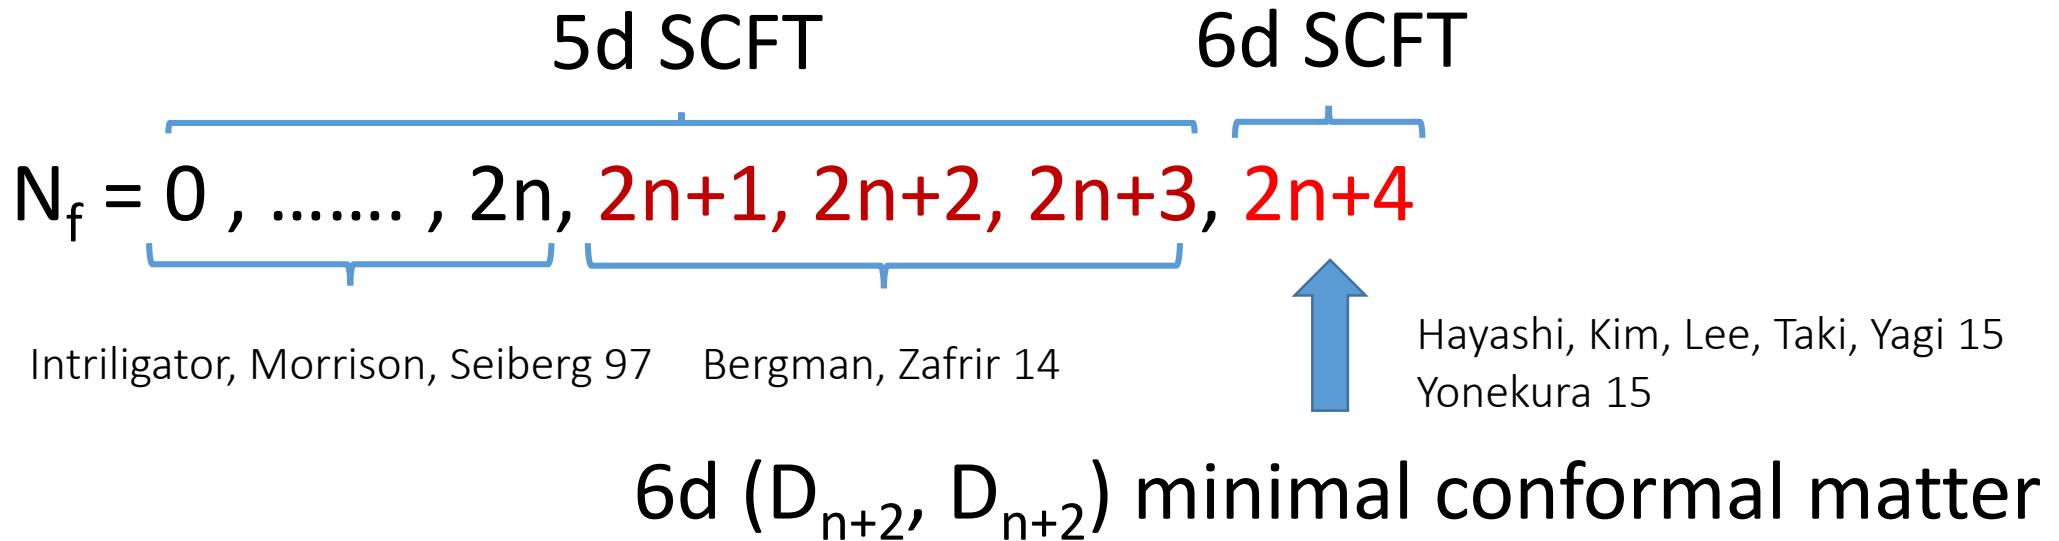 5d SCFT 6d SCFT
N_f = 0 , ....... , 2n, 2n+1, 2n+2, 2n+3, 2n+4
Intriligator, Morrison, Seiberg 97 Bergman, Zafrir 14 Hayashi, Kim, Lee, Taki, Yagi 15
Yonekura 15
6d (D_{n+2}, D_{n+2}) minimal conformal matter